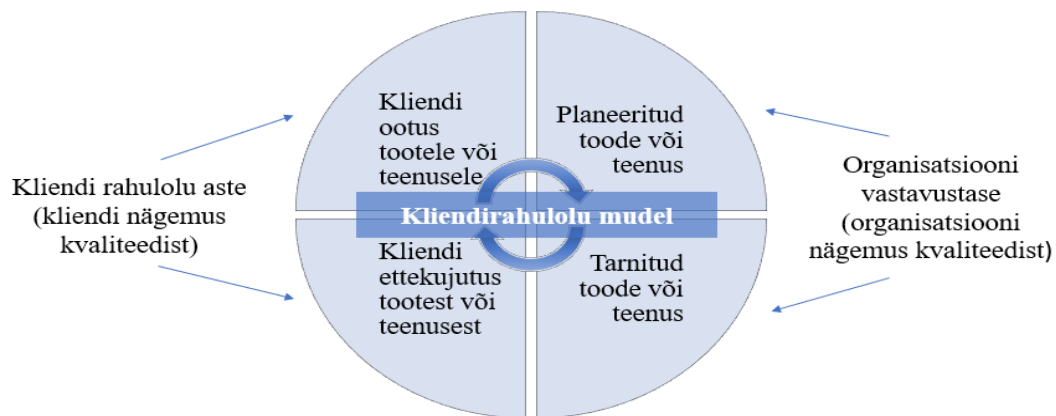 Kliendi
ootus
tootele või
teenusele
Planeeritud
toode või
teenus
Kliendi rahulolu aste
(kliendi nägemus
kvaliteedist)
Kliendirahulolu mudel
Organisatsiooni
vastavustase
(organisatsiooni
nägemus kvaliteedist)
Kliendi
ettekujutus
tootest või
teenusest
Tarnitud
toode või
teenus